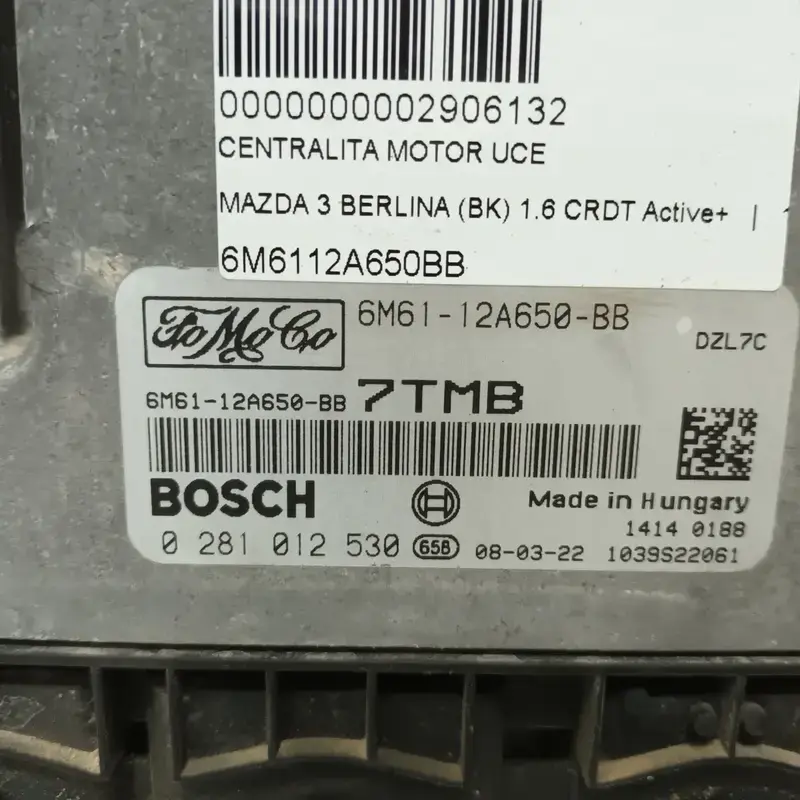 0000000002906132
CENTRALITA MOTOR UCE
MAZDA 3 BERLINA (BK) 1.6 CRDT Active+ |
6M6112A650BB
FoMoCo 6M61-12A650-BB
DZL7C
6M61-12A650-BB 7TMB
BOSCH Made in Hungary
1414 0188
0 281 012 530 658 08-03-22 1039S22061